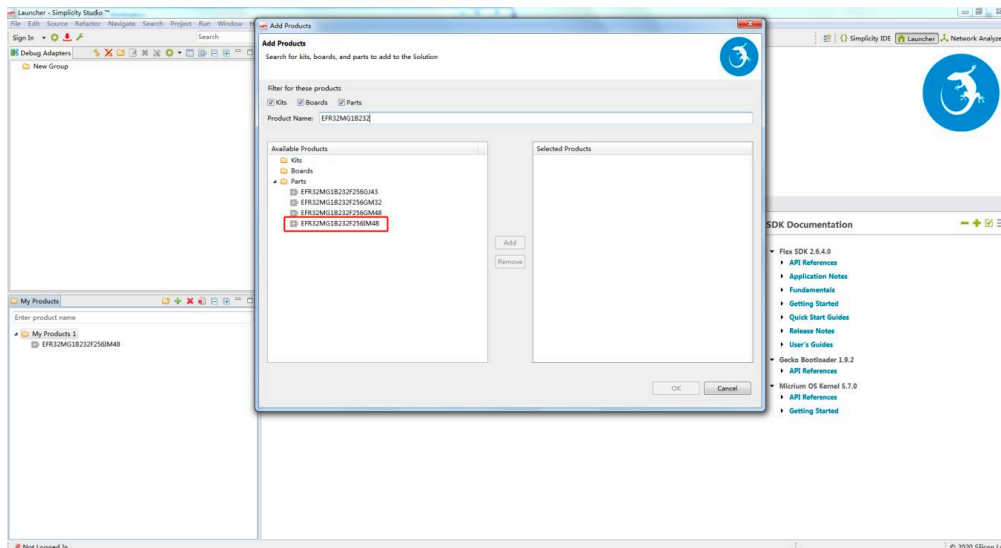 Launcher - Simplicity Studio ™
File Edit Source Refactor Navigate Search Project Run Window
Sign In
Search
Simplicity IDE
Launcher
Network Analyze
Debug Adapters
New Group
Add Products
Add Products
Search for kits, boards, and parts to add to the Solution
Filter for these products
Kits Boards Parts
Product Name: EFR32MG1B232
Available Products
Kits
Boards
Parts
EFR32MG1B232F256GJ43
EFR32MG1B232F256GM32
EFR32MG1B232F256GM48
EFR32MG1B232F256IM48
Add
Remove
Selected Products
OK
Cancel
SDK Documentation
Flex SDK 2.6.4.0
API References
Application Notes
Fundamentals
Getting Started
Quick Start Guides
Release Notes
User's Guides
Gecko Bootloader 1.9.2
API References
Micrium OS Kernel 5.7.0
API References
Getting Started
My Products
Enter product name
My Products 1
EFR32MG1B232F256IM48
Not Logged In
© 2020 Silicon La